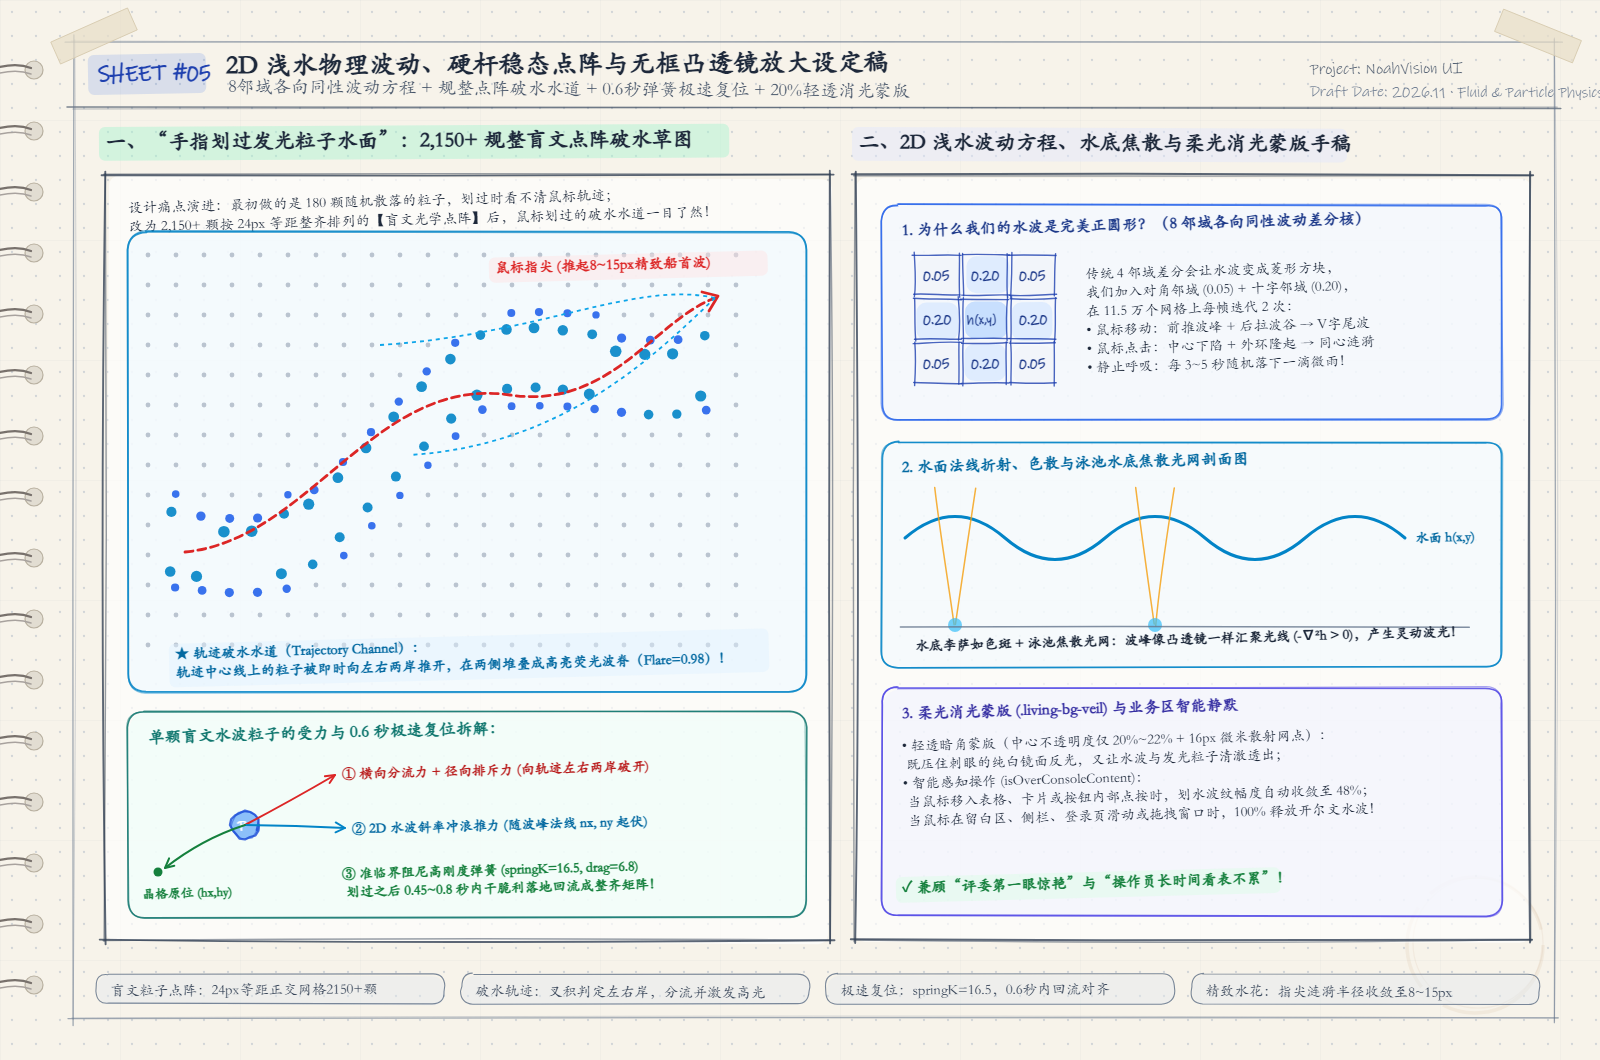 SHEET #05
2D 浅水物理波动、硬杆稳态点阵与无框凸透镜放大设定稿
8邻域各向同性波动方程 + 规整点阵破水水道 + 0.6秒弹簧极速复位 + 20%轻透消光蒙版
Project: NoahVision UI
Draft Date: 2026.11 · Fluid & Particle Physics
一、“手指划过发光粒子水面”：2,150+ 规整盲文点阵破水草图
设计痛点演进：最初做的是 180 颗随机散落的粒子，划过时看不清鼠标轨迹；
改为 2,150+ 颗按 24px 等距整齐排列的【盲文光学点阵】后，鼠标划过的破水水道一目了然！
鼠标指尖 (推起8~15px精致船首波)
★ 轨迹破水水道（Trajectory Channel）：
轨迹中心线上的粒子被即时向左右两岸推开，在两侧堆叠成高亮荧光波脊（Flare=0.98）！
单颗盲文水波粒子的受力与 0.6 秒极速复位拆解：
① 横向分流力 + 径向排斥力 (向轨迹左右两岸破开)
② 2D 水波斜率冲浪推力 (随波峰法线 nx, ny 起伏)
③ 准临界阻尼高刚度弹簧 (springK=16.5, drag=6.8)
划过之后 0.45~0.8 秒内干脆利落地回流成整齐矩阵！
晶格原位 (hx,hy)
二、2D 浅水波动方程、水底焦散与柔光消光蒙版手稿
1. 为什么我们的水波是完美正圆形？（8 邻域各向同性波动差分核）
0.05 0.20 0.05
0.20 h(x,y) 0.20
0.05 0.20 0.05
传统 4 邻域差分会让水波变成菱形方块，
我们加入对角邻域 (0.05) + 十字邻域 (0.20)，
在 11.5 万个网格上每帧迭代 2 次：
• 鼠标移动：前推波峰 + 后拉波谷 → V字尾波
• 鼠标点击：中心下陷 + 外环隆起 → 同心涟漪
• 静止呼吸：每 3~5 秒随机落下一滴微雨！
2. 水面法线折射、色散与泳池水底焦散光网剖面图
水面 h(x,y)
水底李萨如色斑 + 泳池焦散光网：波峰像凸透镜一样汇聚光线 (-∇²h > 0)，产生灵动波光！
3. 柔光消光蒙版 (.living-bg-veil) 与业务区智能静默
• 轻透暗角蒙版（中心不透明度仅 20%~22% + 16px 微米散射网点）：
既压住刺眼的纯白镜面反光，又让水波与发光粒子清澈透出；
• 智能感知操作 (isOverConsoleContent)：
当鼠标移入表格、卡片或按钮内部点按时，划水波纹幅度自动收敛至 48%；
当鼠标在留白区、侧栏、登录页滑动或拖拽窗口时，100% 释放开尔文水波！
✓ 兼顾“评委第一眼惊艳”与“操作员长时间看表不累”！
盲文粒子点阵：24px等距正交网格2150+颗
破水轨迹：叉积判定左右岸，分流并激发高光
极速复位：springK=16.5，0.6秒内回流对齐
精致水花：指尖涟漪半径收敛至8~15px